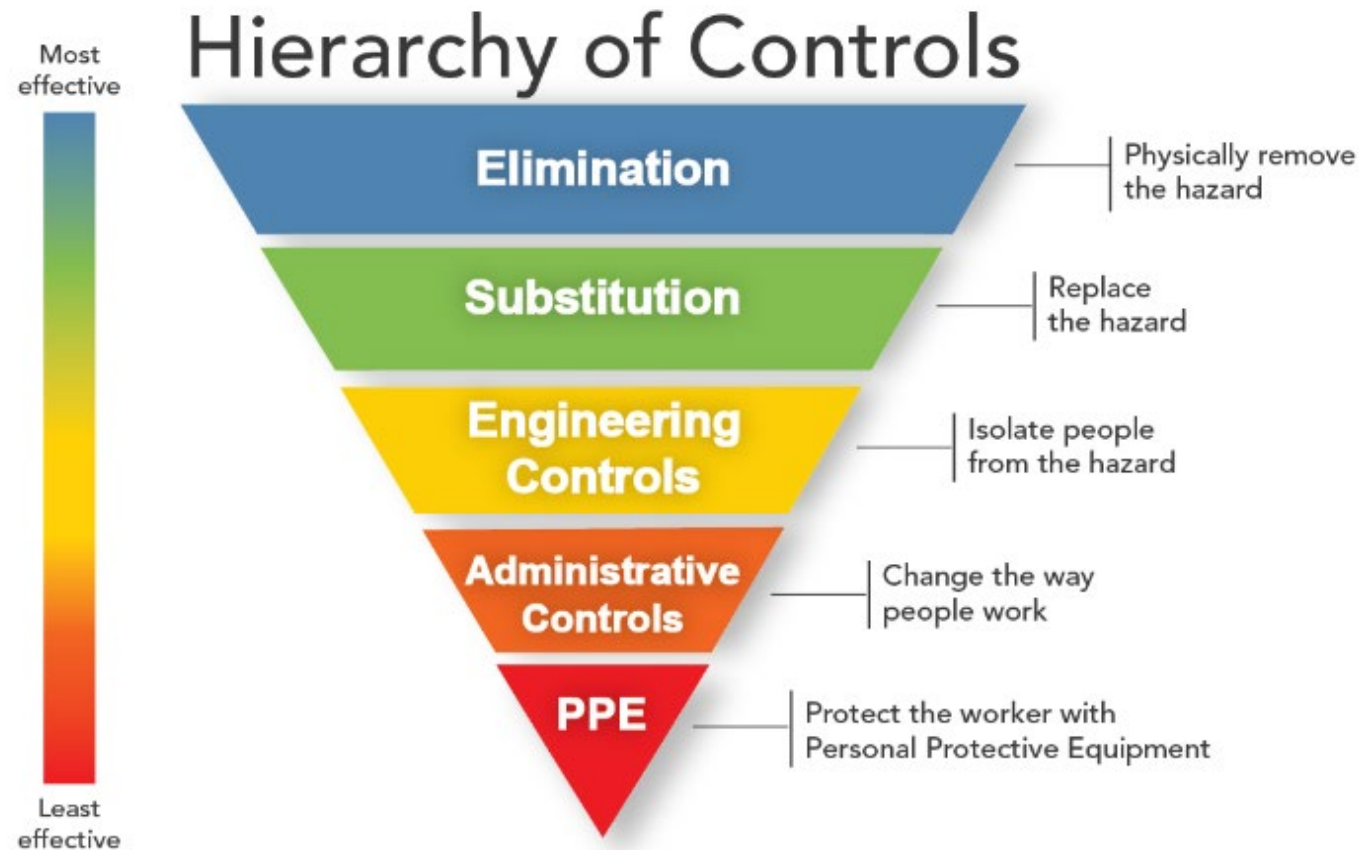 Hierarchy of Controls
Most
effective
Elimination
Physically remove
the hazard
Substitution
Replace
the hazard
Engineering
Controls
Isolate people
from the hazard
Administrative
Controls
Change the way
people work
PPE
Protect the worker with
Personal Protective Equipment
Least
effective